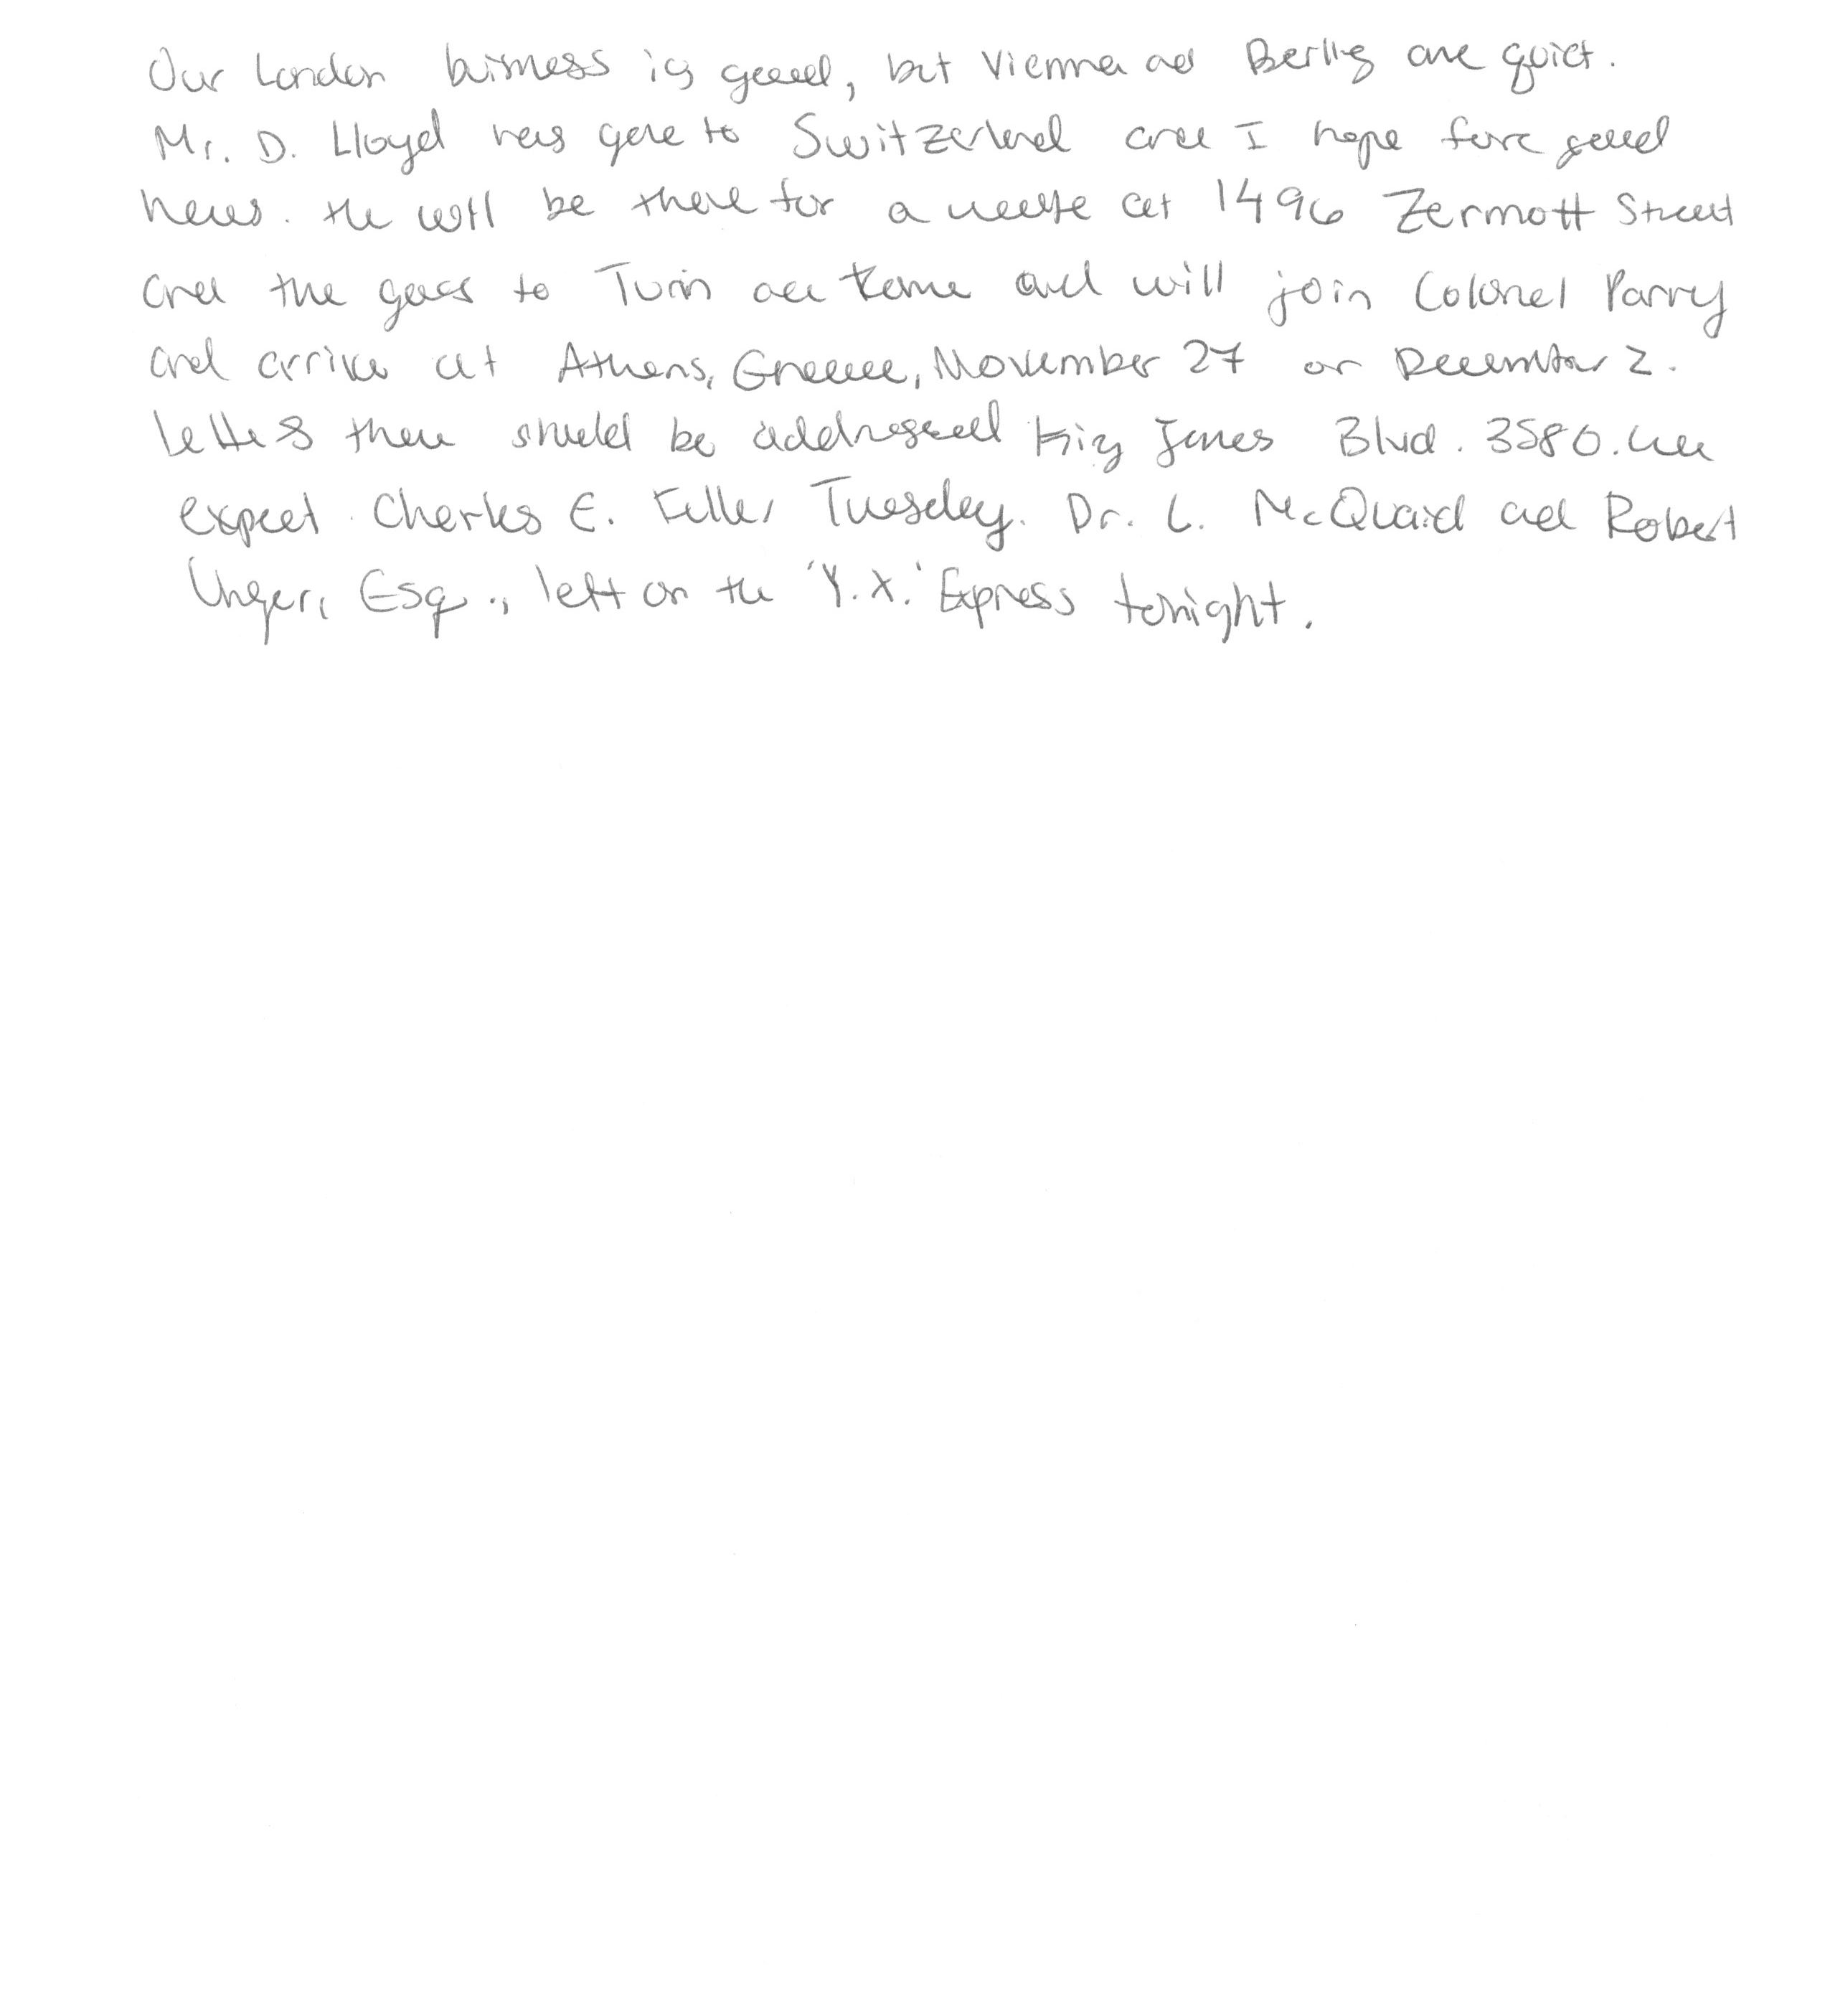 Our London business is good, but Vienna and Berlin are quiet.
Mr. D. Lloyd has gone to Switzerland and I hope for good
news. He will be there for a week at 1496 Zermott Street
and the goes to Turin and Rome and will join Colonel Parry
and arrive at Athens, Greece, November 27 or December 2.
Letters there should be addressed King James Blvd. 3580. We
expect Charles E. Fuller Tuesday. Dr. L. McQuaid and Robert
Unger, Esq., left on the 'Y.X.' Express tonight.